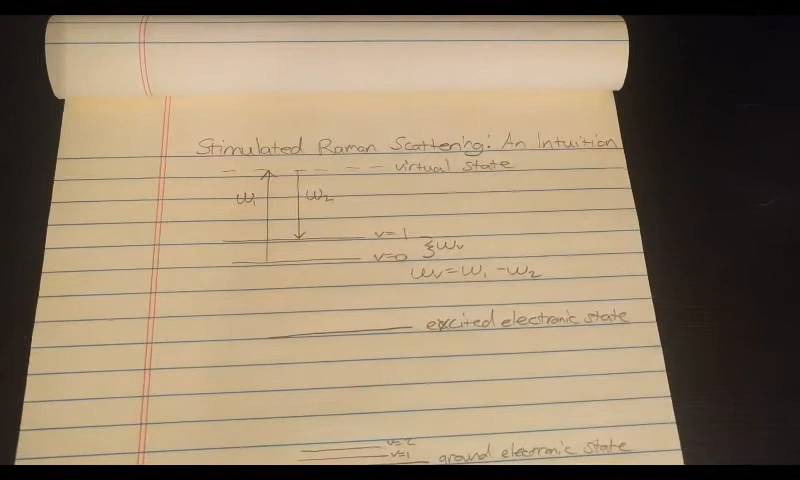 Stimulated Raman Scattering: An Intuition
virtual state
ω₁ ω₂
v=1
v=0 } ωv
ωv=ω₁-ω₂
excited electronic state
v=2
v=1
ground electronic state